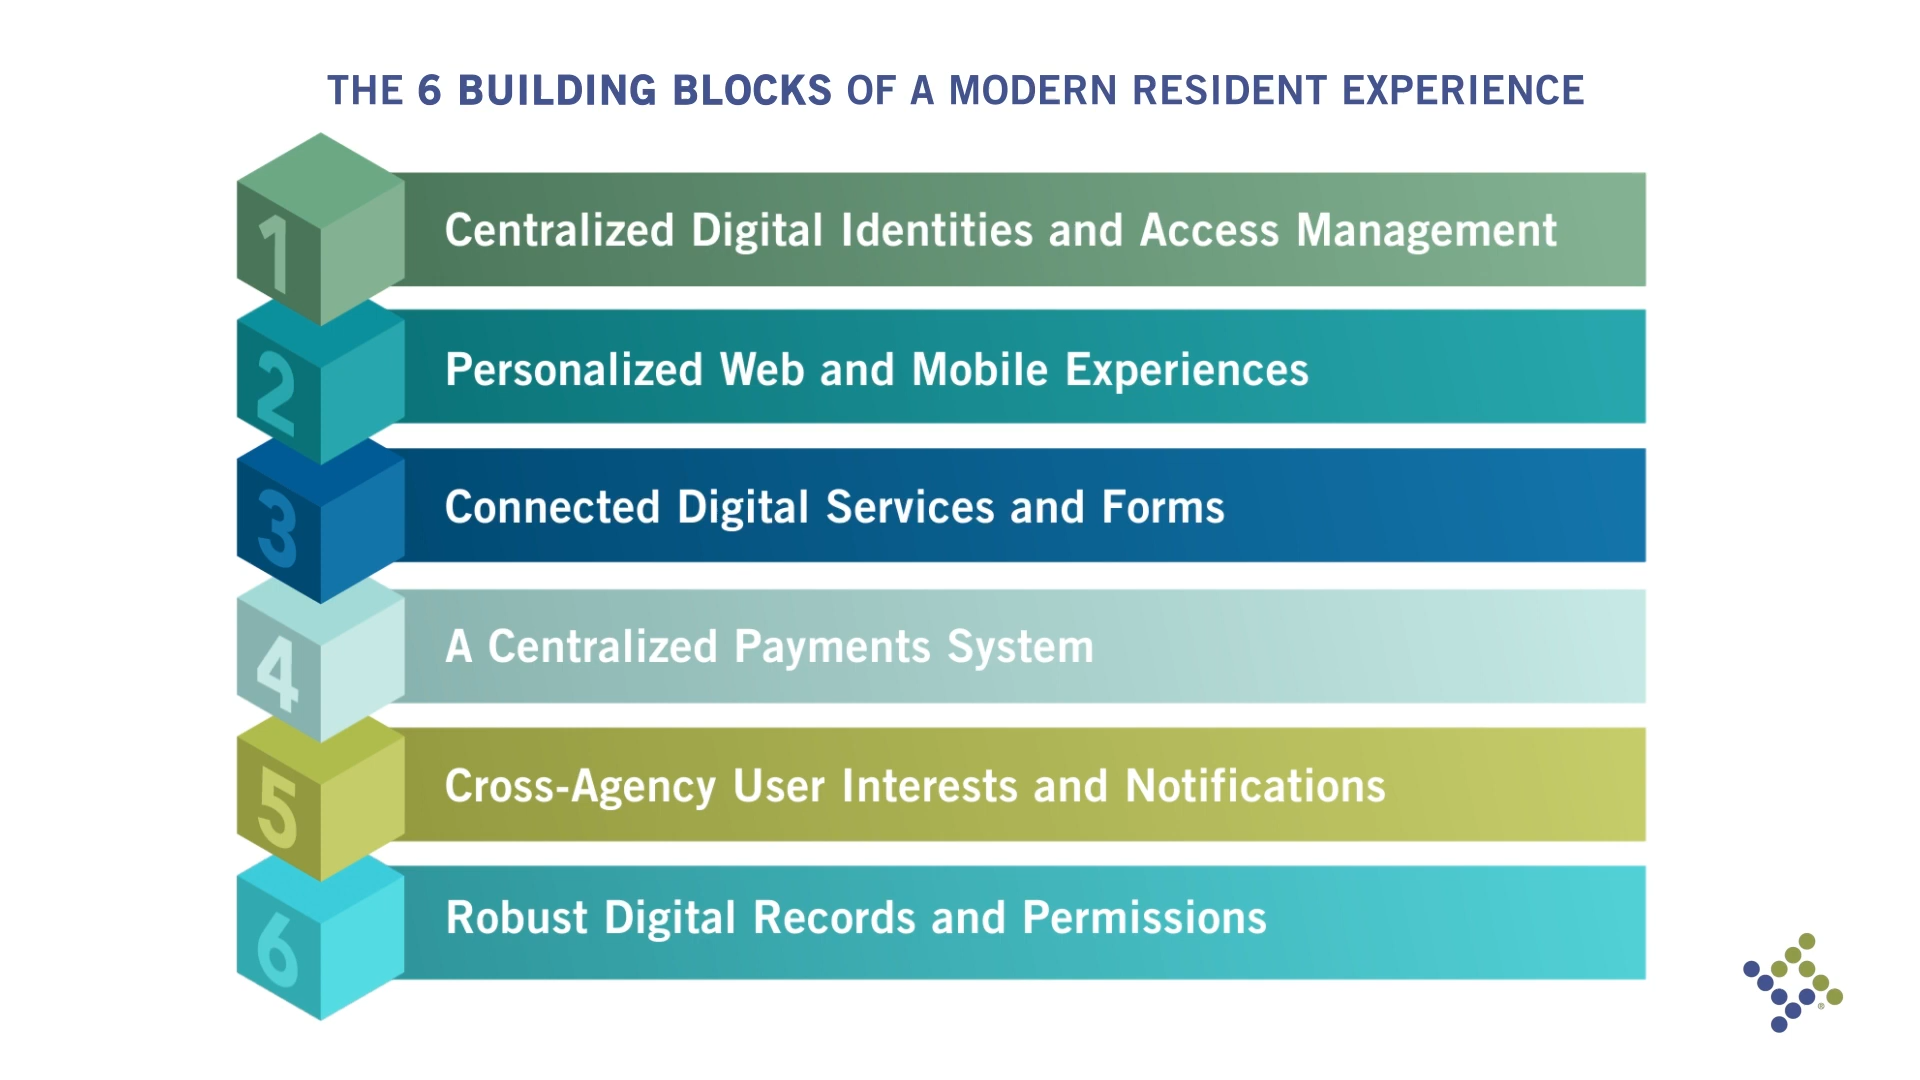 THE 6 BUILDING BLOCKS OF A MODERN RESIDENT EXPERIENCE
1 Centralized Digital Identities and Access Management
2 Personalized Web and Mobile Experiences
3 Connected Digital Services and Forms
4 A Centralized Payments System
5 Cross-Agency User Interests and Notifications
6 Robust Digital Records and Permissions
®